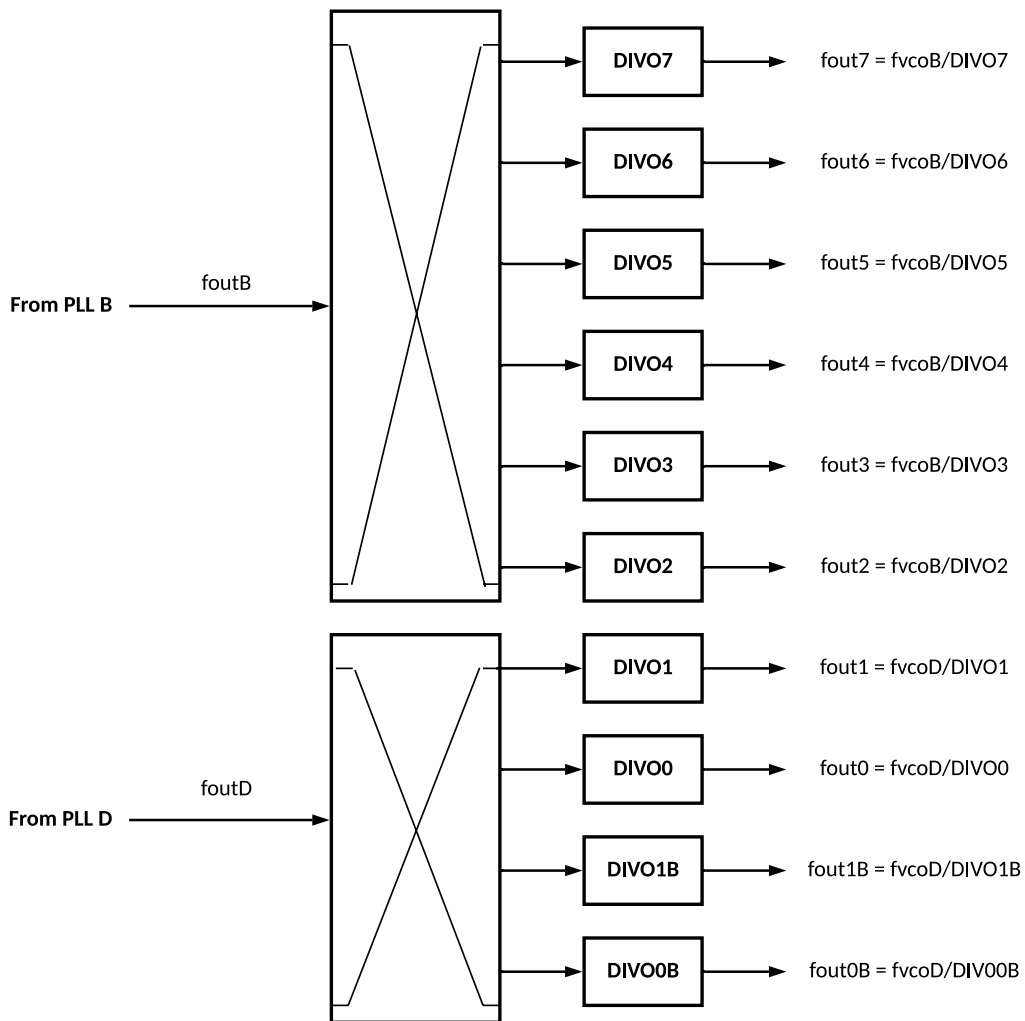 DIVO7 fout7 = fvcoB/DIVO7
DIVO6 fout6 = fvcoB/DIVO6
DIVO5 fout5 = fvcoB/DIVO5
foutB
From PLL B
DIVO4 fout4 = fvcoB/DIVO4
DIVO3 fout3 = fvcoB/DIVO3
DIVO2 fout2 = fvcoB/DIVO2
DIVO1 fout1 = fvcoD/DIVO1
DIVO0 fout0 = fvcoD/DIVO0
foutD
From PLL D
DIVO1B fout1B = fvcoD/DIVO1B
DIVO0B fout0B = fvcoD/DIV00B